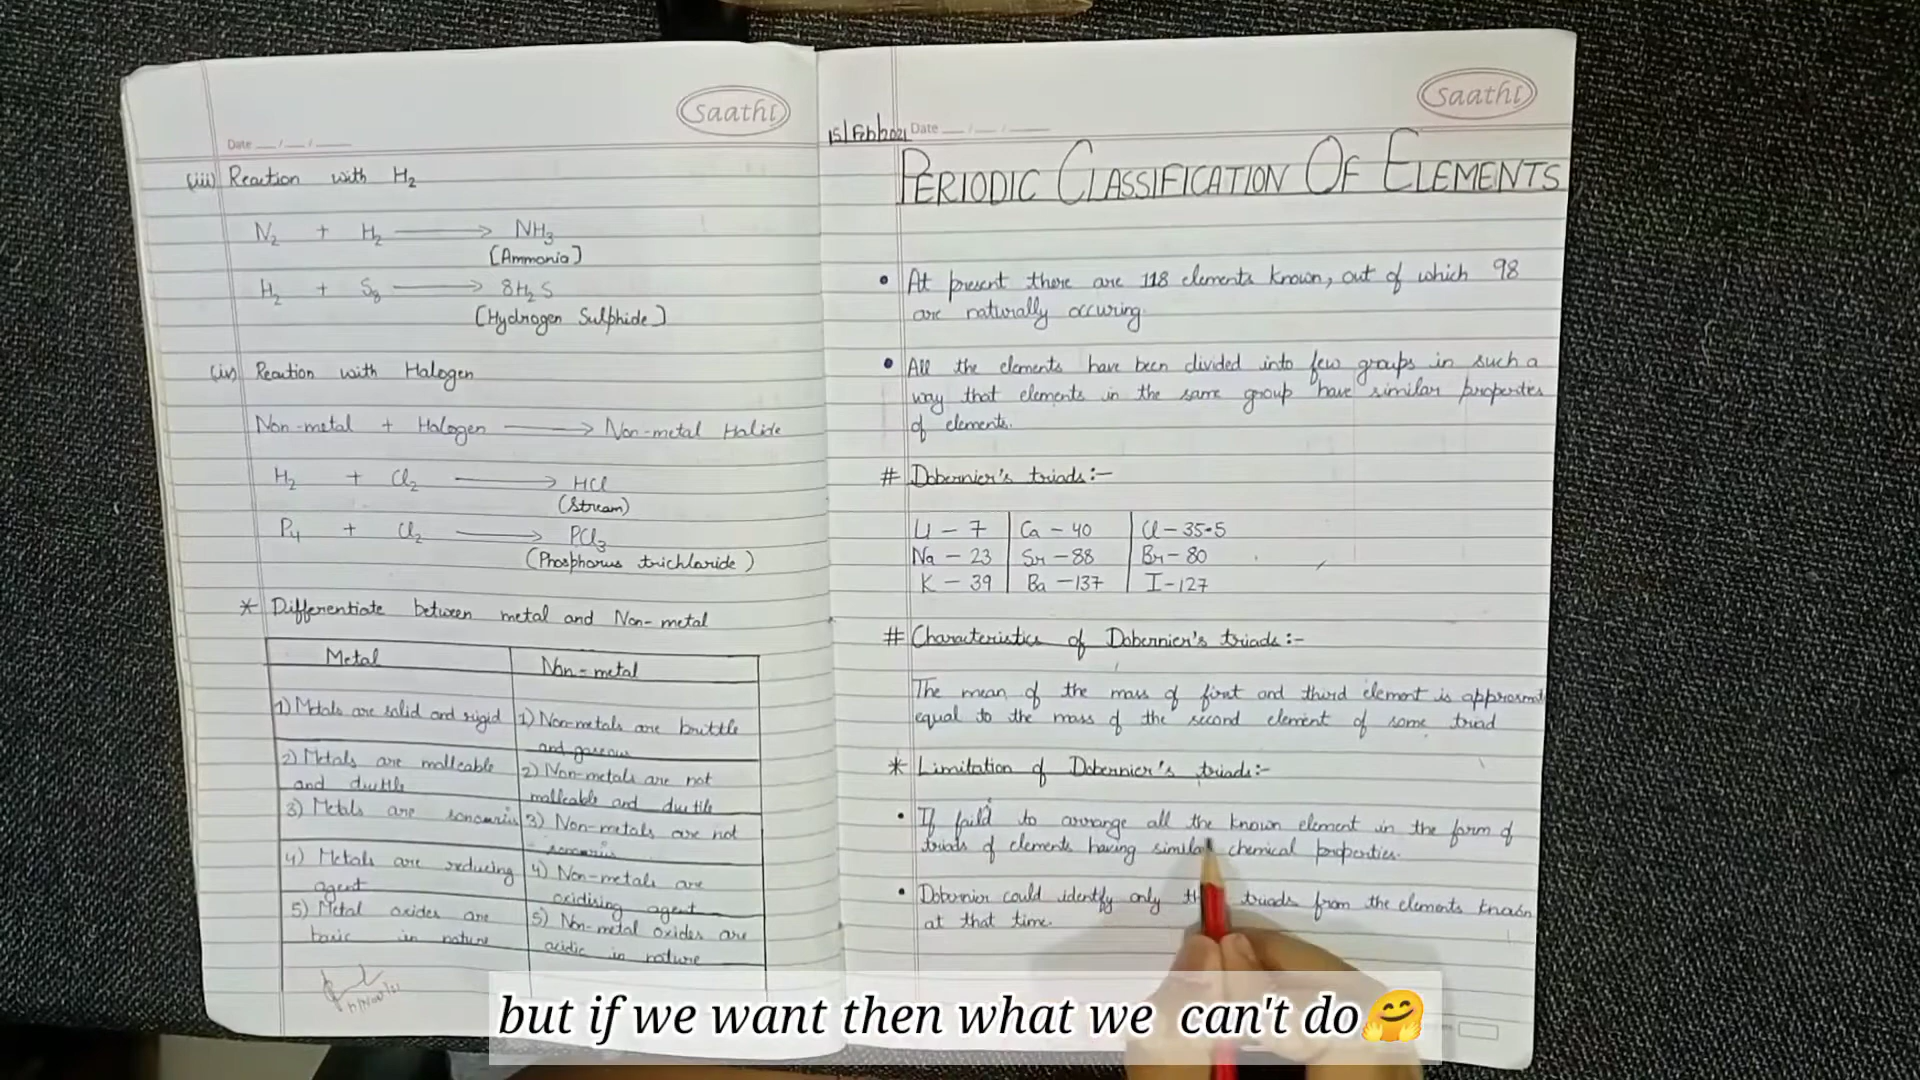 Saathi
Date __/__/____
(iii) Reaction with H2
N2 + H2 ⟶ NH3
[Ammonia]
H2 + S8 ⟶ 8H2S
[Hydrogen Sulphide]
(iv) Reaction with Halogen
Non-metal + Halogen ⟶ Non-metal Halide
H2 + Cl2 ⟶ HCl
(Stream)
P4 + Cl2 ⟶ PCl3
(Phosphorus trichloride)
* Differentiate between metal and Non-metal
Metal
1) Metals are solid and rigid
2) Metals are malleable
and ductile
3) Metals are sonouris
4) Metals are reducing
agent
5) Metal oxides are
basic in nature
Non-metal
1) Non-metals are brittle
and gaseous
2) Non-metals are not
malleable and ductile
3) Non-metals are not
sonouris
4) Non-metals are
oxidising agent
5) Non-metal oxides are
acidic in nature
Saathi
15/Feb/2021 Date __/__/____
PERIODIC CLASSIFICATION OF ELEMENTS
• At present there are 118 elements known, out of which 98
are naturally occuring.
• All the elements have been divided into few groups in such a
way that elements in the same group have similar properties
of elements.
# Dobernier's triads:-
Li - 7 | Ca - 40 | Cl - 35.5
Na - 23 | Sr - 88 | Br - 80
K - 39 | Ba - 137 | I - 127
# Characteristics of Dobernier's triads:-
The mean of the mass of first and third element is approximt
equal to the mass of the second element of same triad
* Limitation of Dobernier's triads:-
• If faild to arrange all the known element in the form of
triads of elements having similar chemical properties.
• Dobernier could identify only triads from the elements known
at that time.
but if we want then what we can't do🤗